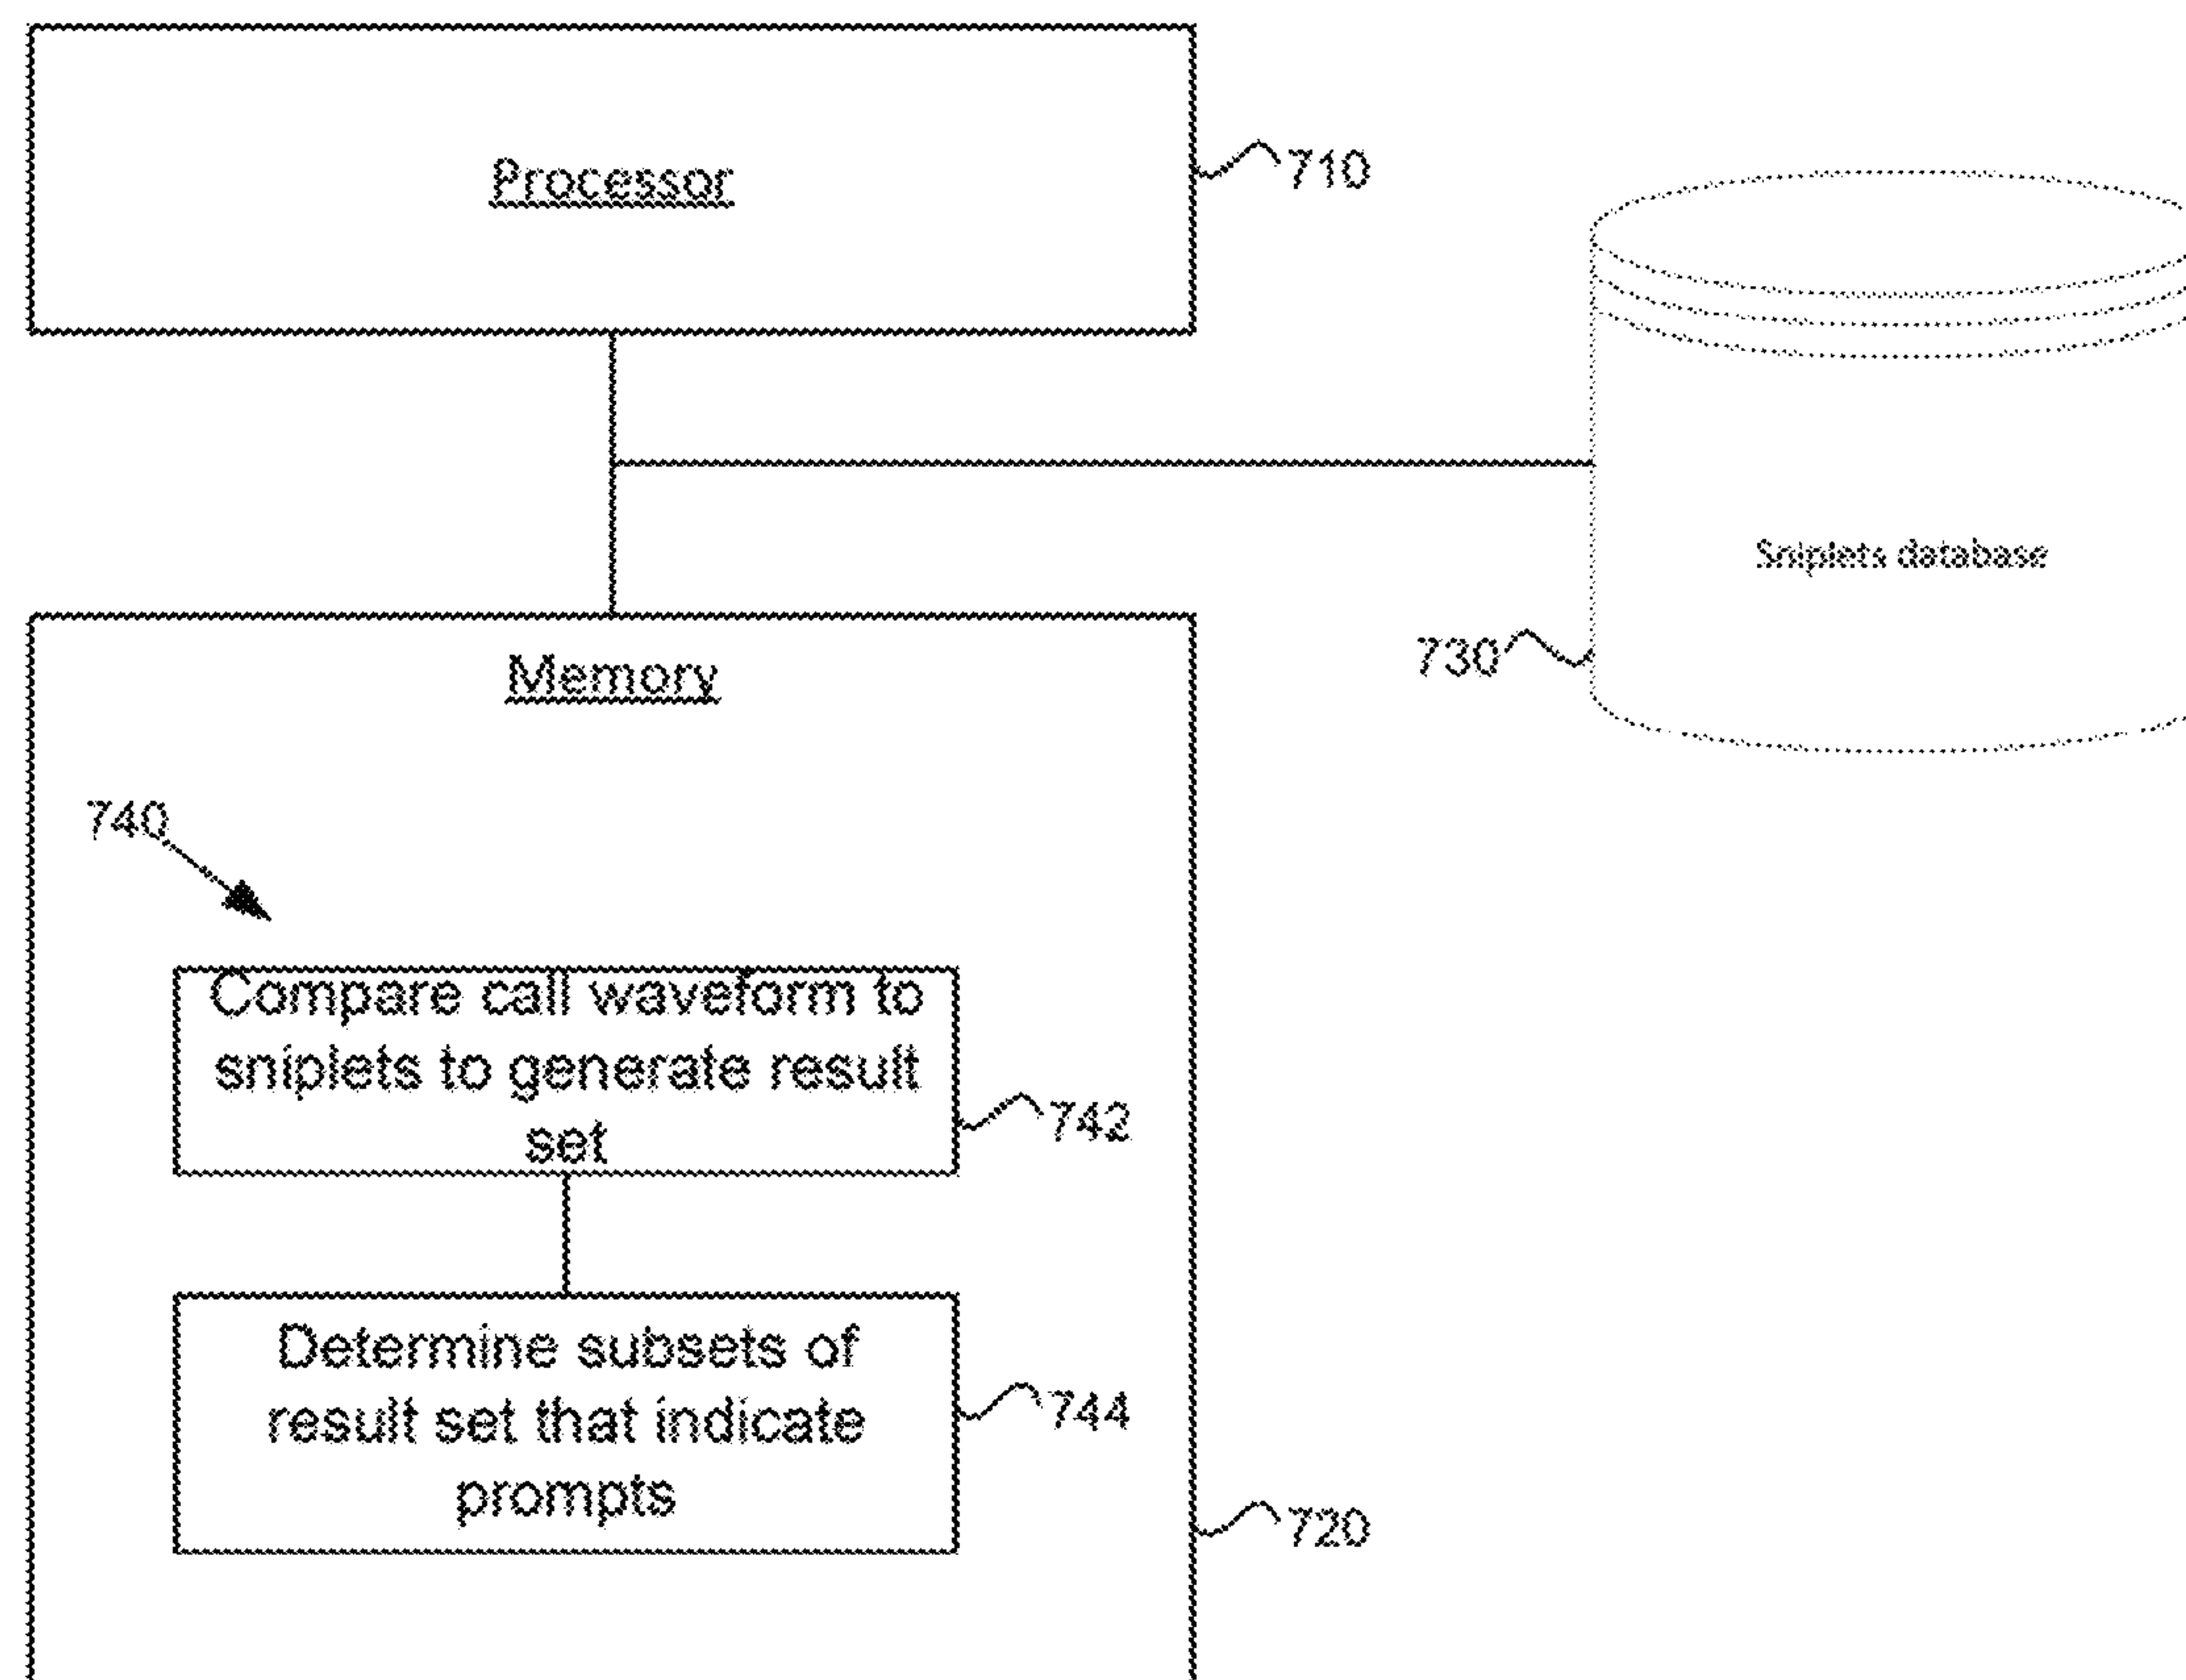 Processor
710
Sniplets database
730
Memory
740
Compare call waveform to
sniplets to generate result
set
742
Determine subsets of
result set that indicate
prompts
744
720